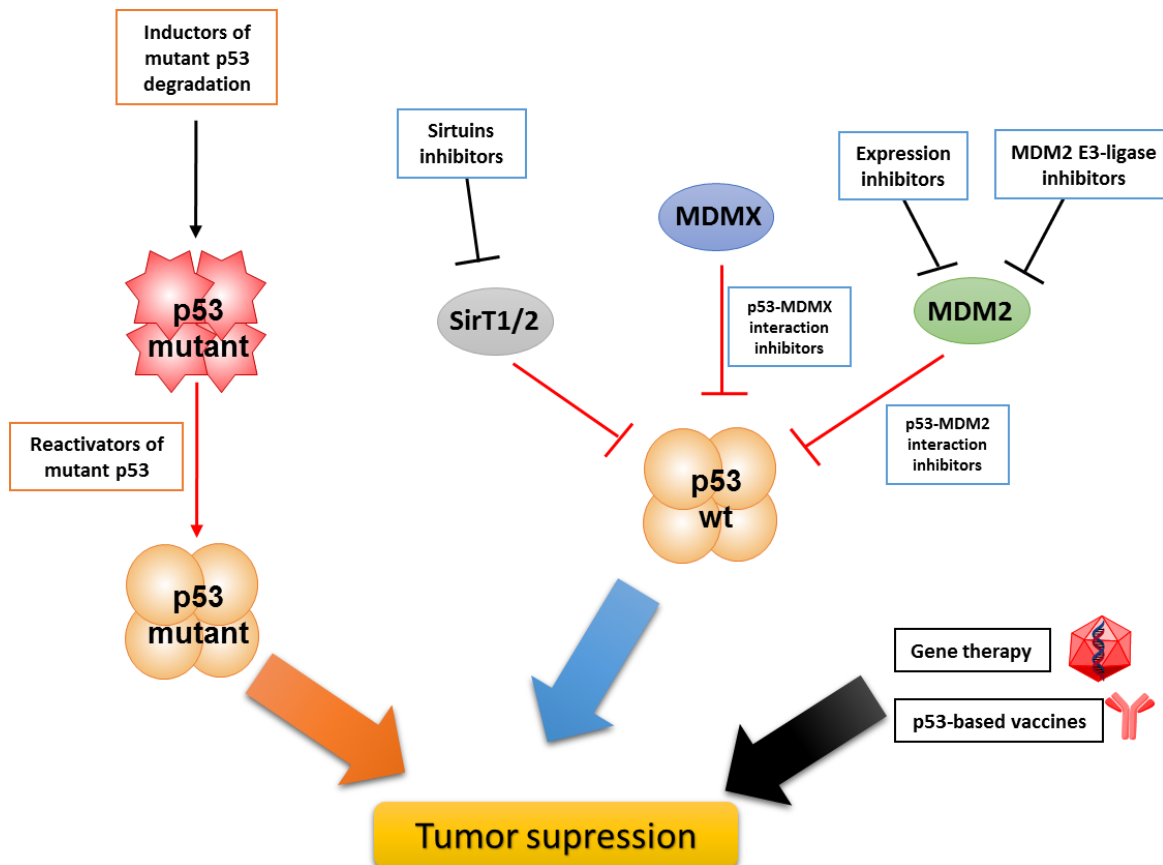 Inductors of
mutant p53
degradation
Sirtuins
inhibitors
Expression
inhibitors
MDM2 E3-ligase
inhibitors
MDMX
p53
mutant
SirT1/2
p53-MDMX
interaction
inhibitors
MDM2
Reactivators of
mutant p53
p53-MDM2
interaction
inhibitors
p53
wt
p53
mutant
Gene therapy
p53-based vaccines
Tumor supression